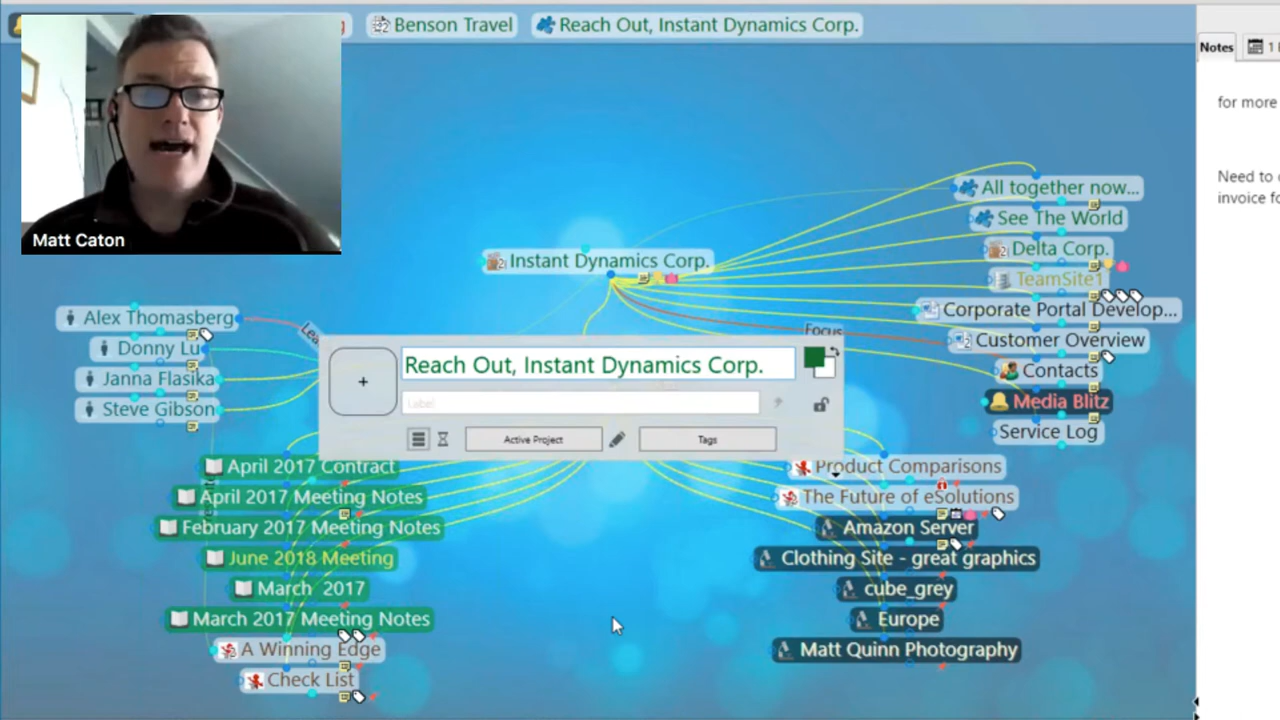 Benson Travel
Reach Out, Instant Dynamics Corp.
Matt Caton
Notes
1
for more
Need to
invoice fo
All together now...
See The World
Delta Corp.
TeamSite1
Corporate Portal Develop...
Customer Overview
Contacts
Media Blitz
Service Log
Instant Dynamics Corp.
Focus
Alex Thomasberg
Donny Lu
Janna Flasika
Steve Gibson
Reach Out, Instant Dynamics Corp.
Label
Active Project
Tags
April 2017 Contract
April 2017 Meeting Notes
February 2017 Meeting Notes
June 2018 Meeting
March 2017
March 2017 Meeting Notes
A Winning Edge
Check List
Product Comparisons
The Future of eSolutions
Amazon Server
Clothing Site - great graphics
cube_grey
Europe
Matt Quinn Photography